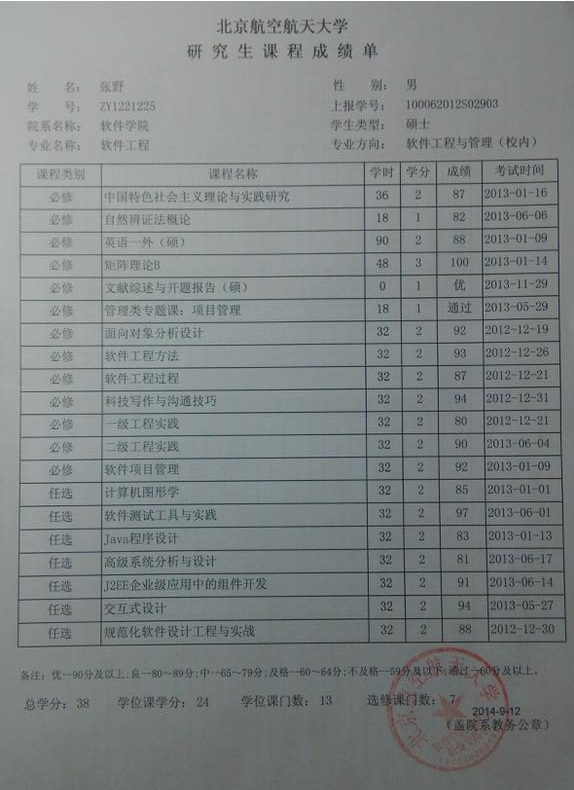 北京航空航天大学
研究生课程成绩单
姓 名： 张野 性 别： 男
学 号： ZY1221225 上报学号： 100062012S02903
院系名称： 软件学院 学生类型： 硕士
专业名称： 软件工程 专业方向： 软件工程与管理（校内）
课程类别 课程名称 学时 学分 成绩 考试时间
必修 中国特色社会主义理论与实践研究 36 2 87 2013-01-16
必修 自然辨证法概论 18 1 82 2013-06-06
必修 英语一外（硕） 90 2 88 2013-01-09
必修 矩阵理论B 48 3 100 2013-01-14
必修 文献综述与开题报告（硕） 0 1 优 2013-11-29
必修 管理类专题课：项目管理 18 1 通过 2013-05-29
必修 面向对象分析设计 32 2 92 2012-12-19
必修 软件工程方法 32 2 93 2012-12-26
必修 软件工程过程 32 2 87 2012-12-21
必修 科技写作与沟通技巧 32 2 94 2012-12-31
必修 一级工程实践 32 2 80 2012-12-21
必修 二级工程实践 32 2 90 2013-06-04
必修 软件项目管理 32 2 92 2013-01-09
任选 计算机图形学 32 2 85 2013-01-01
任选 软件测试工具与实践 32 2 97 2013-06-01
任选 Java程序设计 32 2 83 2013-01-13
任选 高级系统分析与设计 32 2 81 2013-06-17
任选 J2EE企业级应用中的组件开发 32 2 91 2013-06-14
任选 交互式设计 32 2 94 2013-05-27
任选 规范化软件设计工程与实战 32 2 88 2012-12-30
备注：优—90分及以上;良—80~89分;中—65~79分;及格—60~64分;不及格—59分及以下;通过—60分及以上。
总学分：38 学位课学分：24 学位课门数：13 选修课门数：7
2014-9-12
（盖院系教务公章）